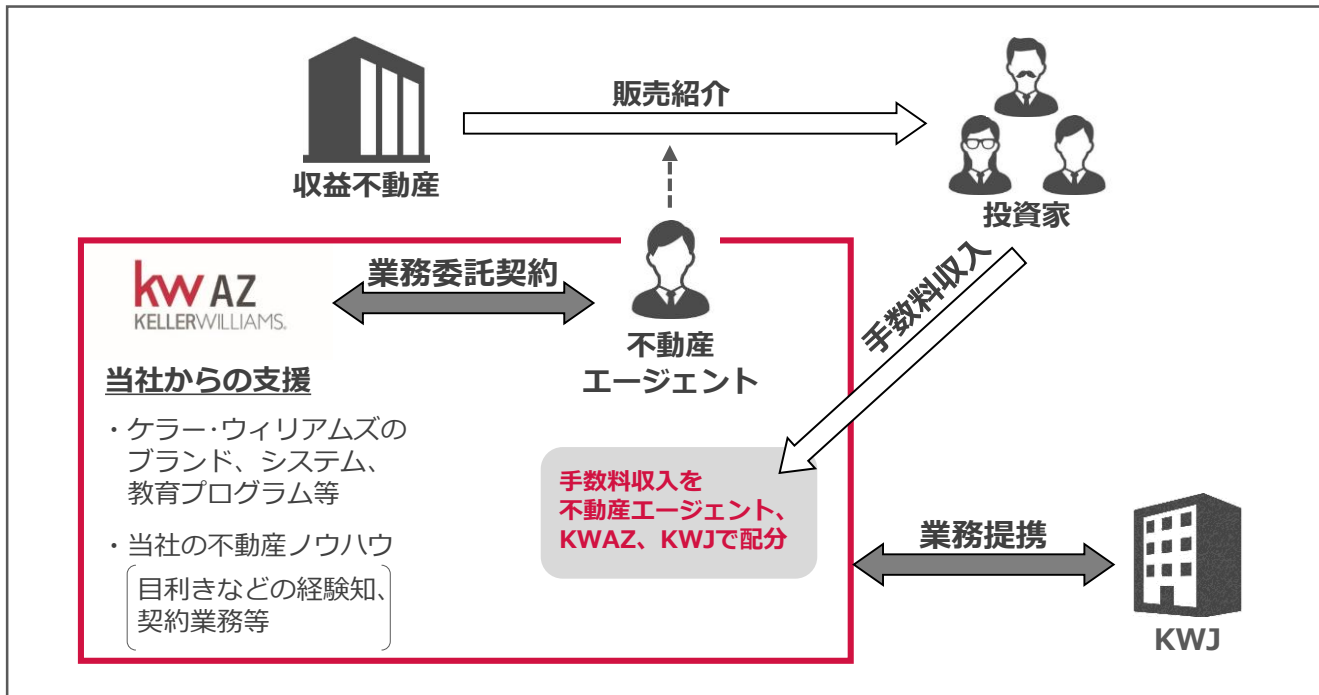 販売紹介
収益不動産
投資家
kw AZ
KELLERWILLIAMS.
業務委託契約
不動産
エージェント
手数料収入
当社からの支援
・ケラー・ウィリアムズの
ブランド、システム、
教育プログラム等
・当社の不動産ノウハウ
目利きなどの経験知、
契約業務等
手数料収入を
不動産エージェント、
KWAZ、KWJで配分
業務提携
KWJ